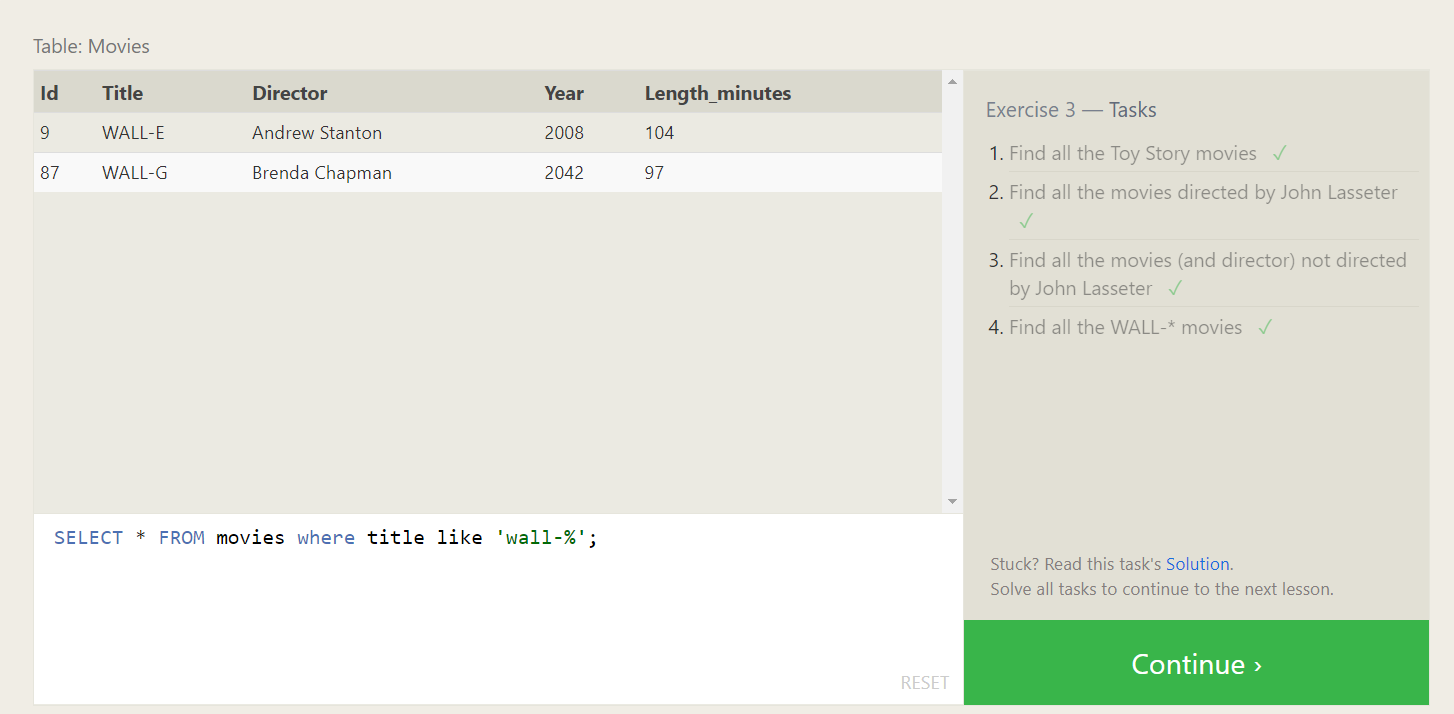 Table: Movies
Id Title Director Year Length_minutes
9 WALL-E Andrew Stanton 2008 104
87 WALL-G Brenda Chapman 2042 97
SELECT * FROM movies where title like 'wall-%';
RESET
Exercise 3 — Tasks
1. Find all the Toy Story movies ✓
2. Find all the movies directed by John Lasseter
✓
3. Find all the movies (and director) not directed
by John Lasseter ✓
4. Find all the WALL-* movies ✓
Stuck? Read this task's Solution.
Solve all tasks to continue to the next lesson.
Continue ›